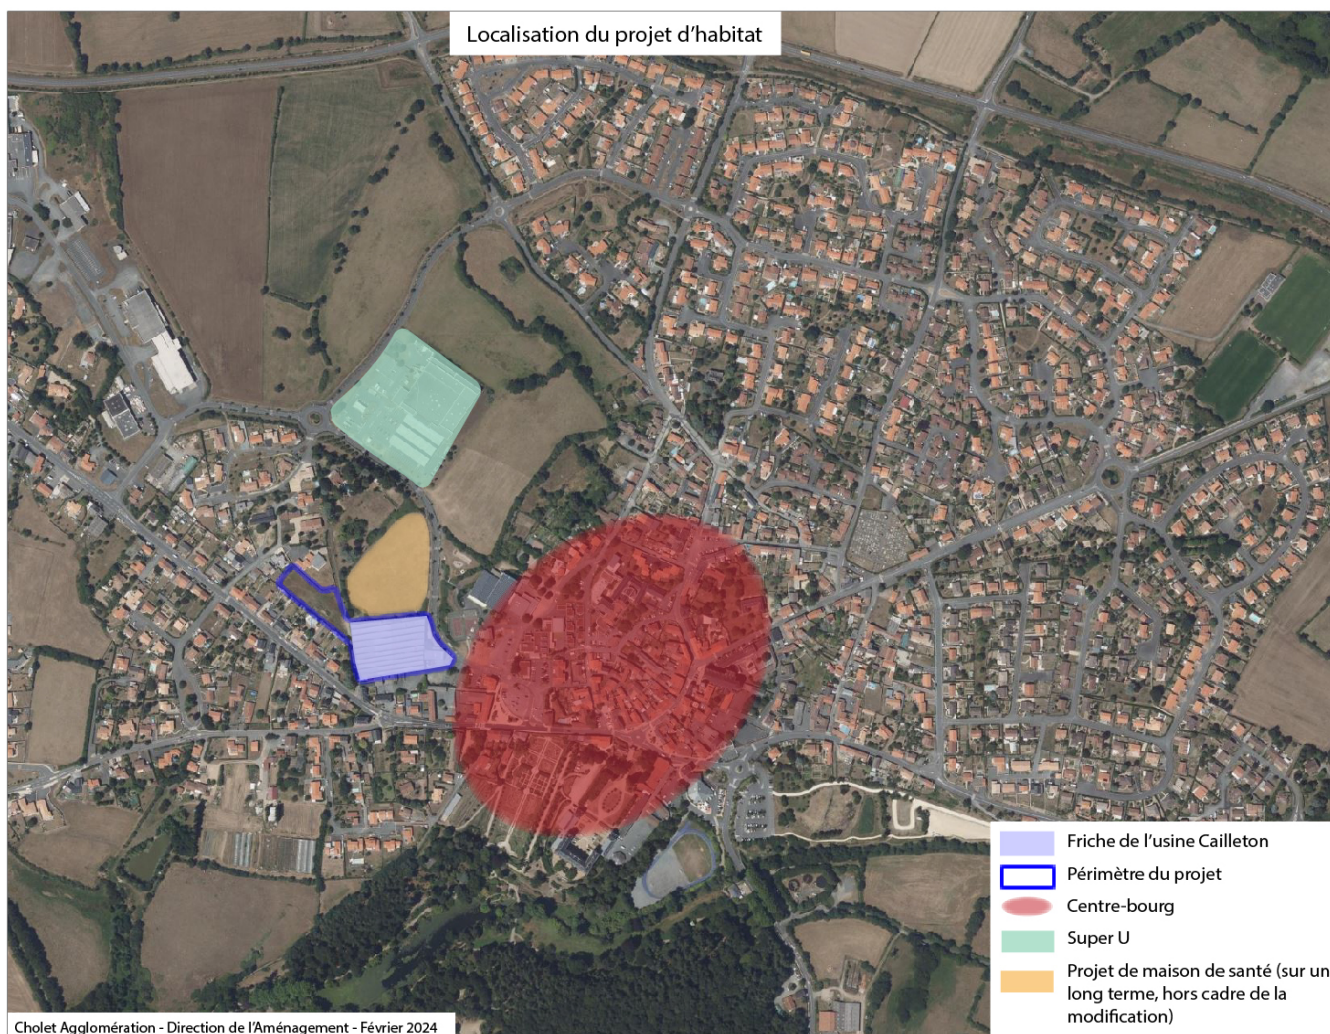 Localisation du projet d'habitat
Friche de l'usine Cailleton
Périmètre du projet
Centre-bourg
Super U
Projet de maison de santé (sur un
long terme, hors cadre de la
modification)
Cholet Agglomération - Direction de l'Aménagement - Février 2024